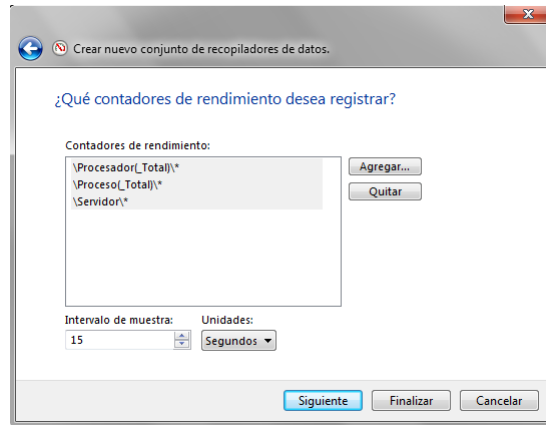 Crear nuevo conjunto de recopiladores de datos.
¿Qué contadores de rendimiento desea registrar?
Contadores de rendimiento:
\Procesador(_Total)\*
\Proceso(_Total)\*
\Servidor\*
Agregar...
Quitar
Intervalo de muestra: Unidades:
15 Segundos
Siguiente Finalizar Cancelar